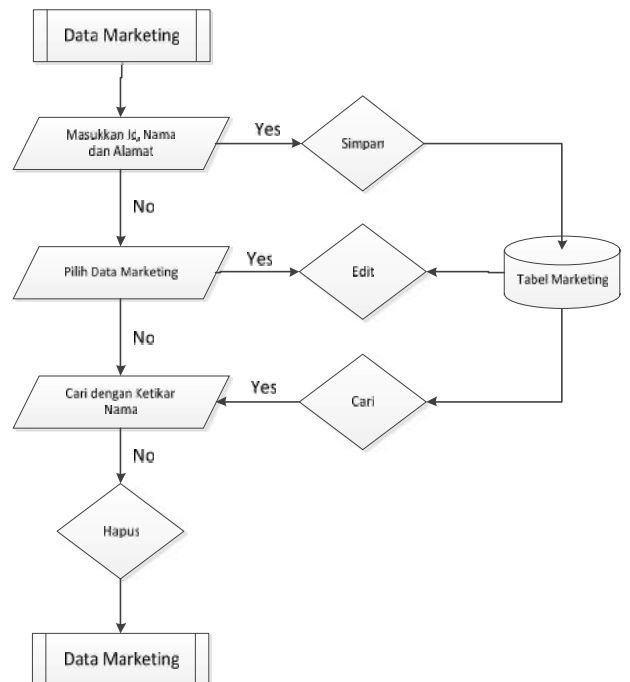 Data Marketing
Masukkan Id, Nama
dan Alamat
Yes
Simpan
No
Pilih Data Marketing
Yes
Edit
Tabel Marketing
No
Cari dengan Ketikan
Nama
Yes
Cari
No
Hapus
Data Marketing